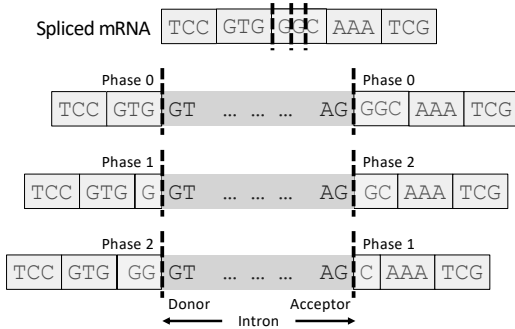 Spliced mRNA TCC GTG GGC AAA TCG
Phase 0 Phase 0
TCC GTG GT ... ... ... AG GGC AAA TCG
Phase 1 Phase 2
TCC GTG G GT ... ... ... AG GC AAA TCG
Phase 2 Phase 1
TCC GTG GG GT ... ... ... AG C AAA TCG
Donor Acceptor
Intron